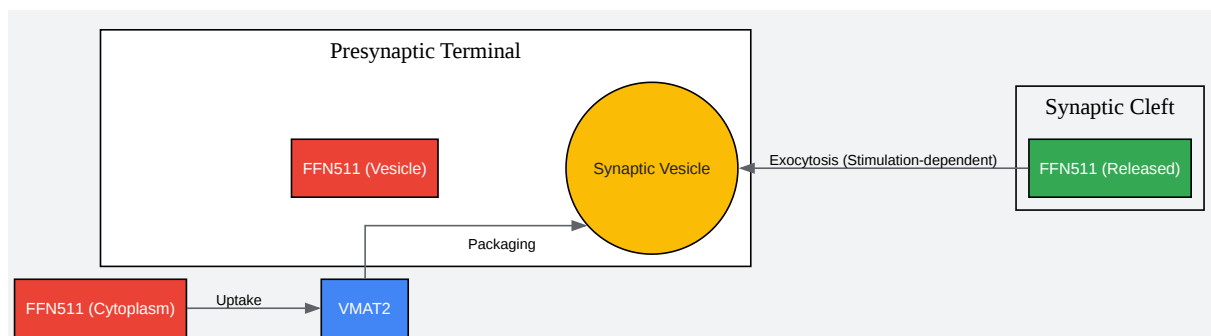 Presynaptic Terminal
Synaptic Cleft
FFN511 (Vesicle)
Synaptic Vesicle
Exocytosis (Stimulation-dependent)
FFN511 (Released)
Packaging
FFN511 (Cytoplasm)
Uptake
VMAT2